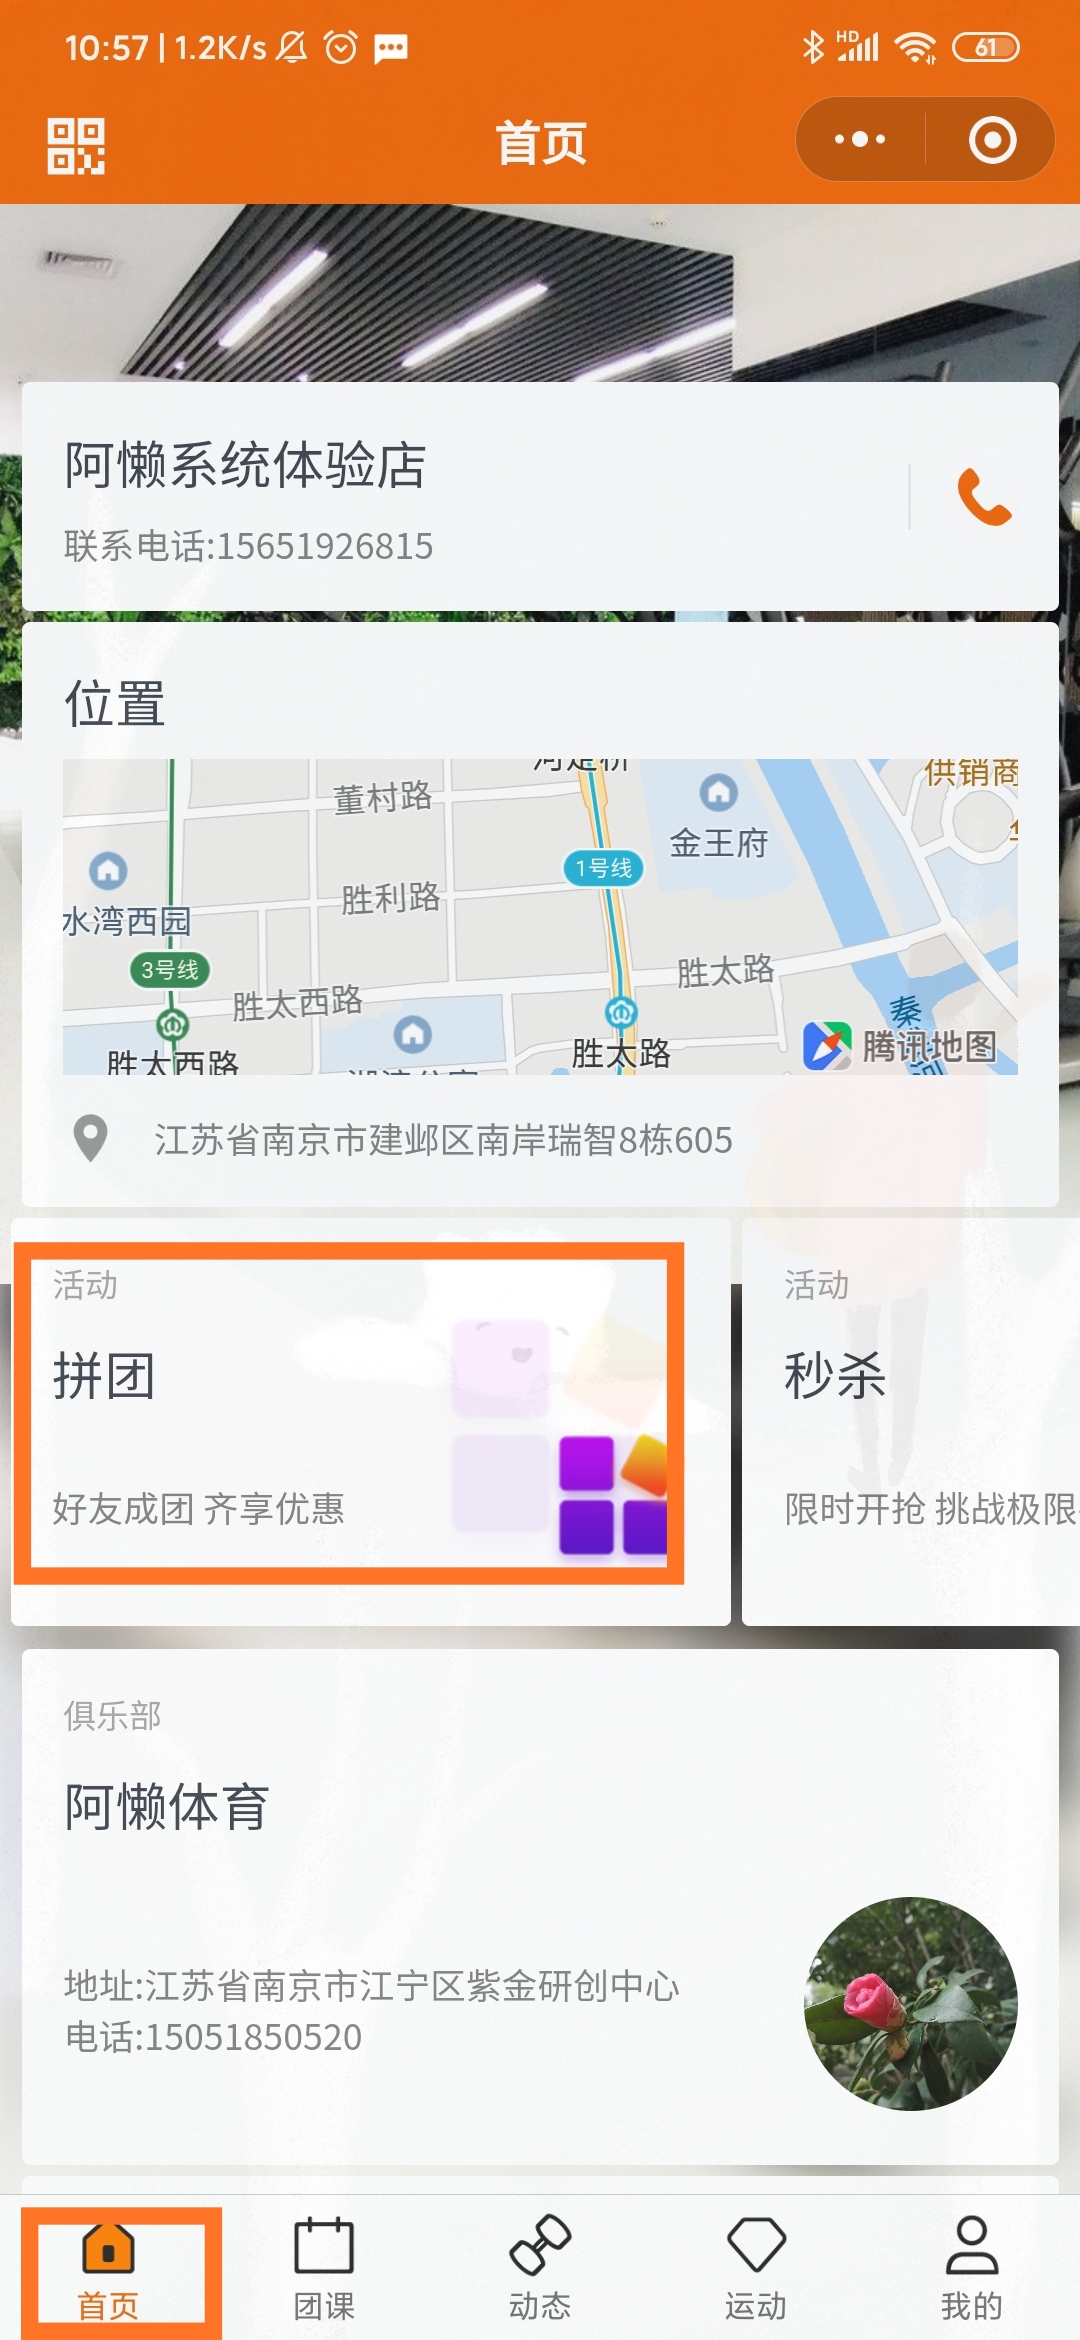 10:57 | 1.2K/s
HD
61
首页
阿懒系统体验店
联系电话:15651926815
位置
董村路
供销商
金王府
1号线
胜利路
水湾西园
3号线
胜太路
胜太西路
秦
胜太西路
胜太路
腾讯地图
河
江苏省南京市建邺区南岸瑞智8栋605
活动
拼团
好友成团 齐享优惠
活动
秒杀
限时开抢 挑战极限
俱乐部
阿懒体育
地址:江苏省南京市江宁区紫金研创中心
电话:15051850520
首页
团课
动态
运动
我的